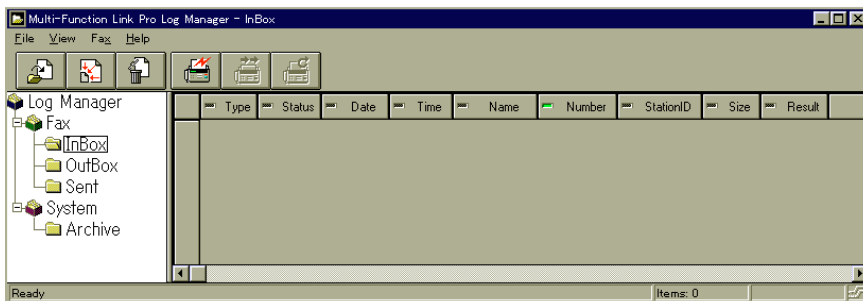 Multi-Function Link Pro Log Manager - InBox
File View Fax Help
Log Manager
Fax
InBox
OutBox
Sent
System
Archive
Type Status Date Time Name Number StationID Size Result
Ready Items: 0